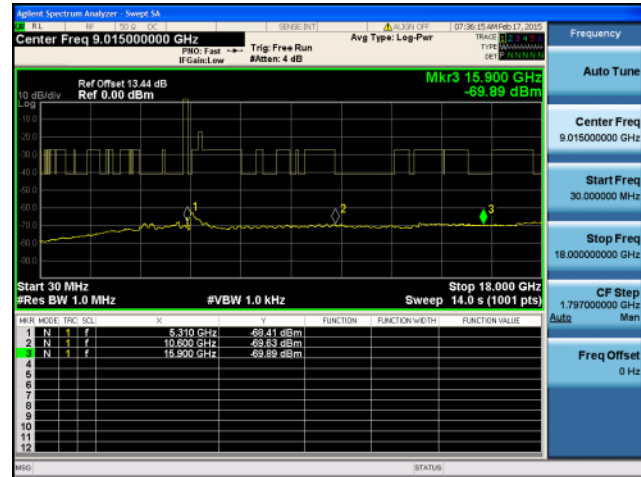 Agilent Spectrum Analyzer - Swept SA
RL RF 50 Ω DC SENSE:INT ALIGN OFF 07:36:15 AM Feb 17, 2015
Center Freq 9.015000000 GHz
PNO: Fast
IFGain:Low
Trig: Free Run
#Atten: 4 dB
Avg Type: Log-Pwr
TRACE 1 2 3 4 5 6
TYPE
DET P N N N N N
Frequency
Auto Tune
Center Freq
9.015000000 GHz
Start Freq
30.000000 MHz
Stop Freq
18.000000000 GHz
CF Step
1.797000000 GHz
Auto Man
Freq Offset
0 Hz
Mkr3 15.900 GHz
-69.89 dBm
Ref Offset 13.44 dB
10 dB/div Ref 0.00 dBm
Log
-10.0
-20.0
-30.0
-40.0
-50.0
-60.0
-70.0
-80.0
-90.0
1
2
3
Start 30 MHz
Stop 18.000 GHz
#Res BW 1.0 MHz
#VBW 1.0 kHz
Sweep 14.0 s (1001 pts)
MKR MODE TRC SCL X Y FUNCTION FUNCTION WIDTH FUNCTION VALUE
1 N 1 f 5.310 GHz -68.41 dBm
2 N 1 f 10.600 GHz -69.63 dBm
3 N 1 f 15.900 GHz -69.89 dBm
4
5
6
7
8
9
10
11
12
MSG STATUS